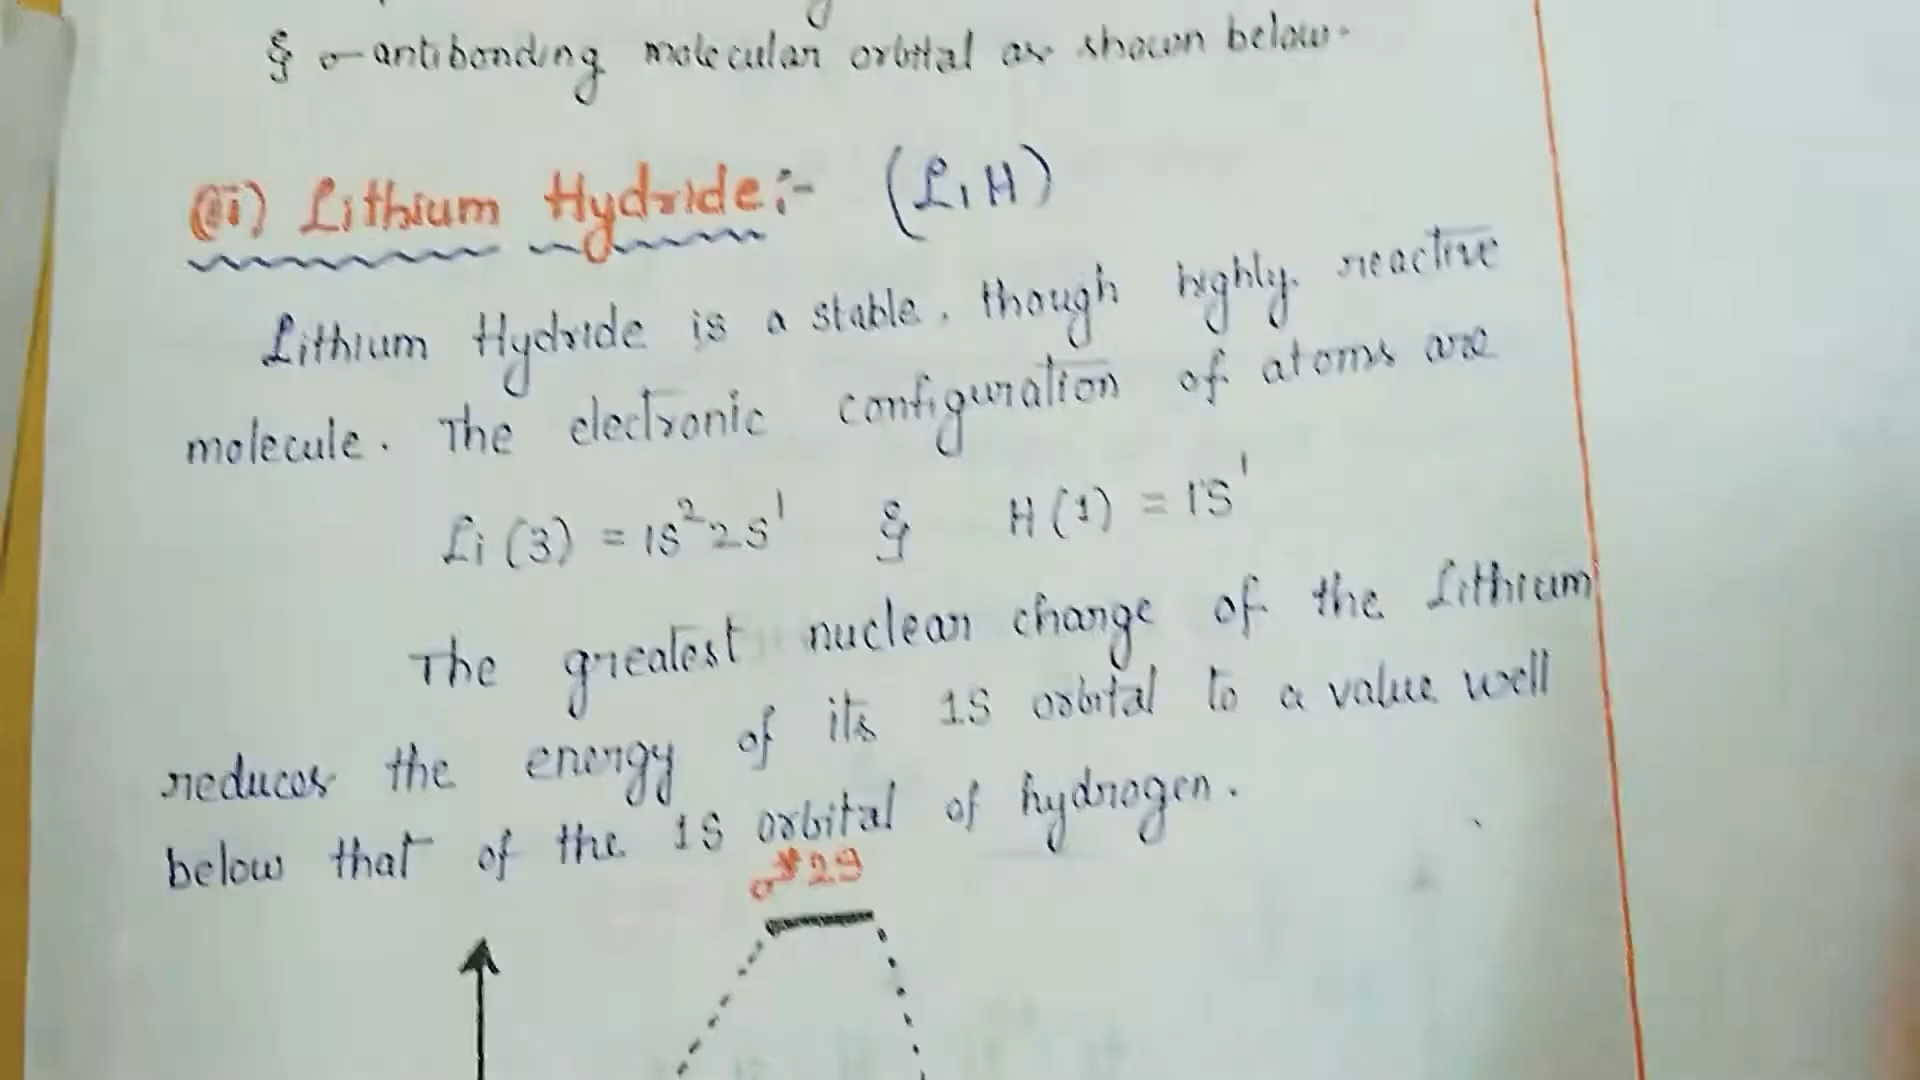 & σ-antibonding molecular orbital as shown below.
(ii) Lithium Hydride:- (LiH)
Lithium Hydride is a stable, though highly reactive
molecule. The electronic configuration of atoms are
Li (3) = 1S² 2S¹ & H (1) = 1S¹
The greatest nuclear change of the Lithium
reduces the energy of its 1S orbital to a value well
below that of the 1S orbital of hydrogen.
σ*2S